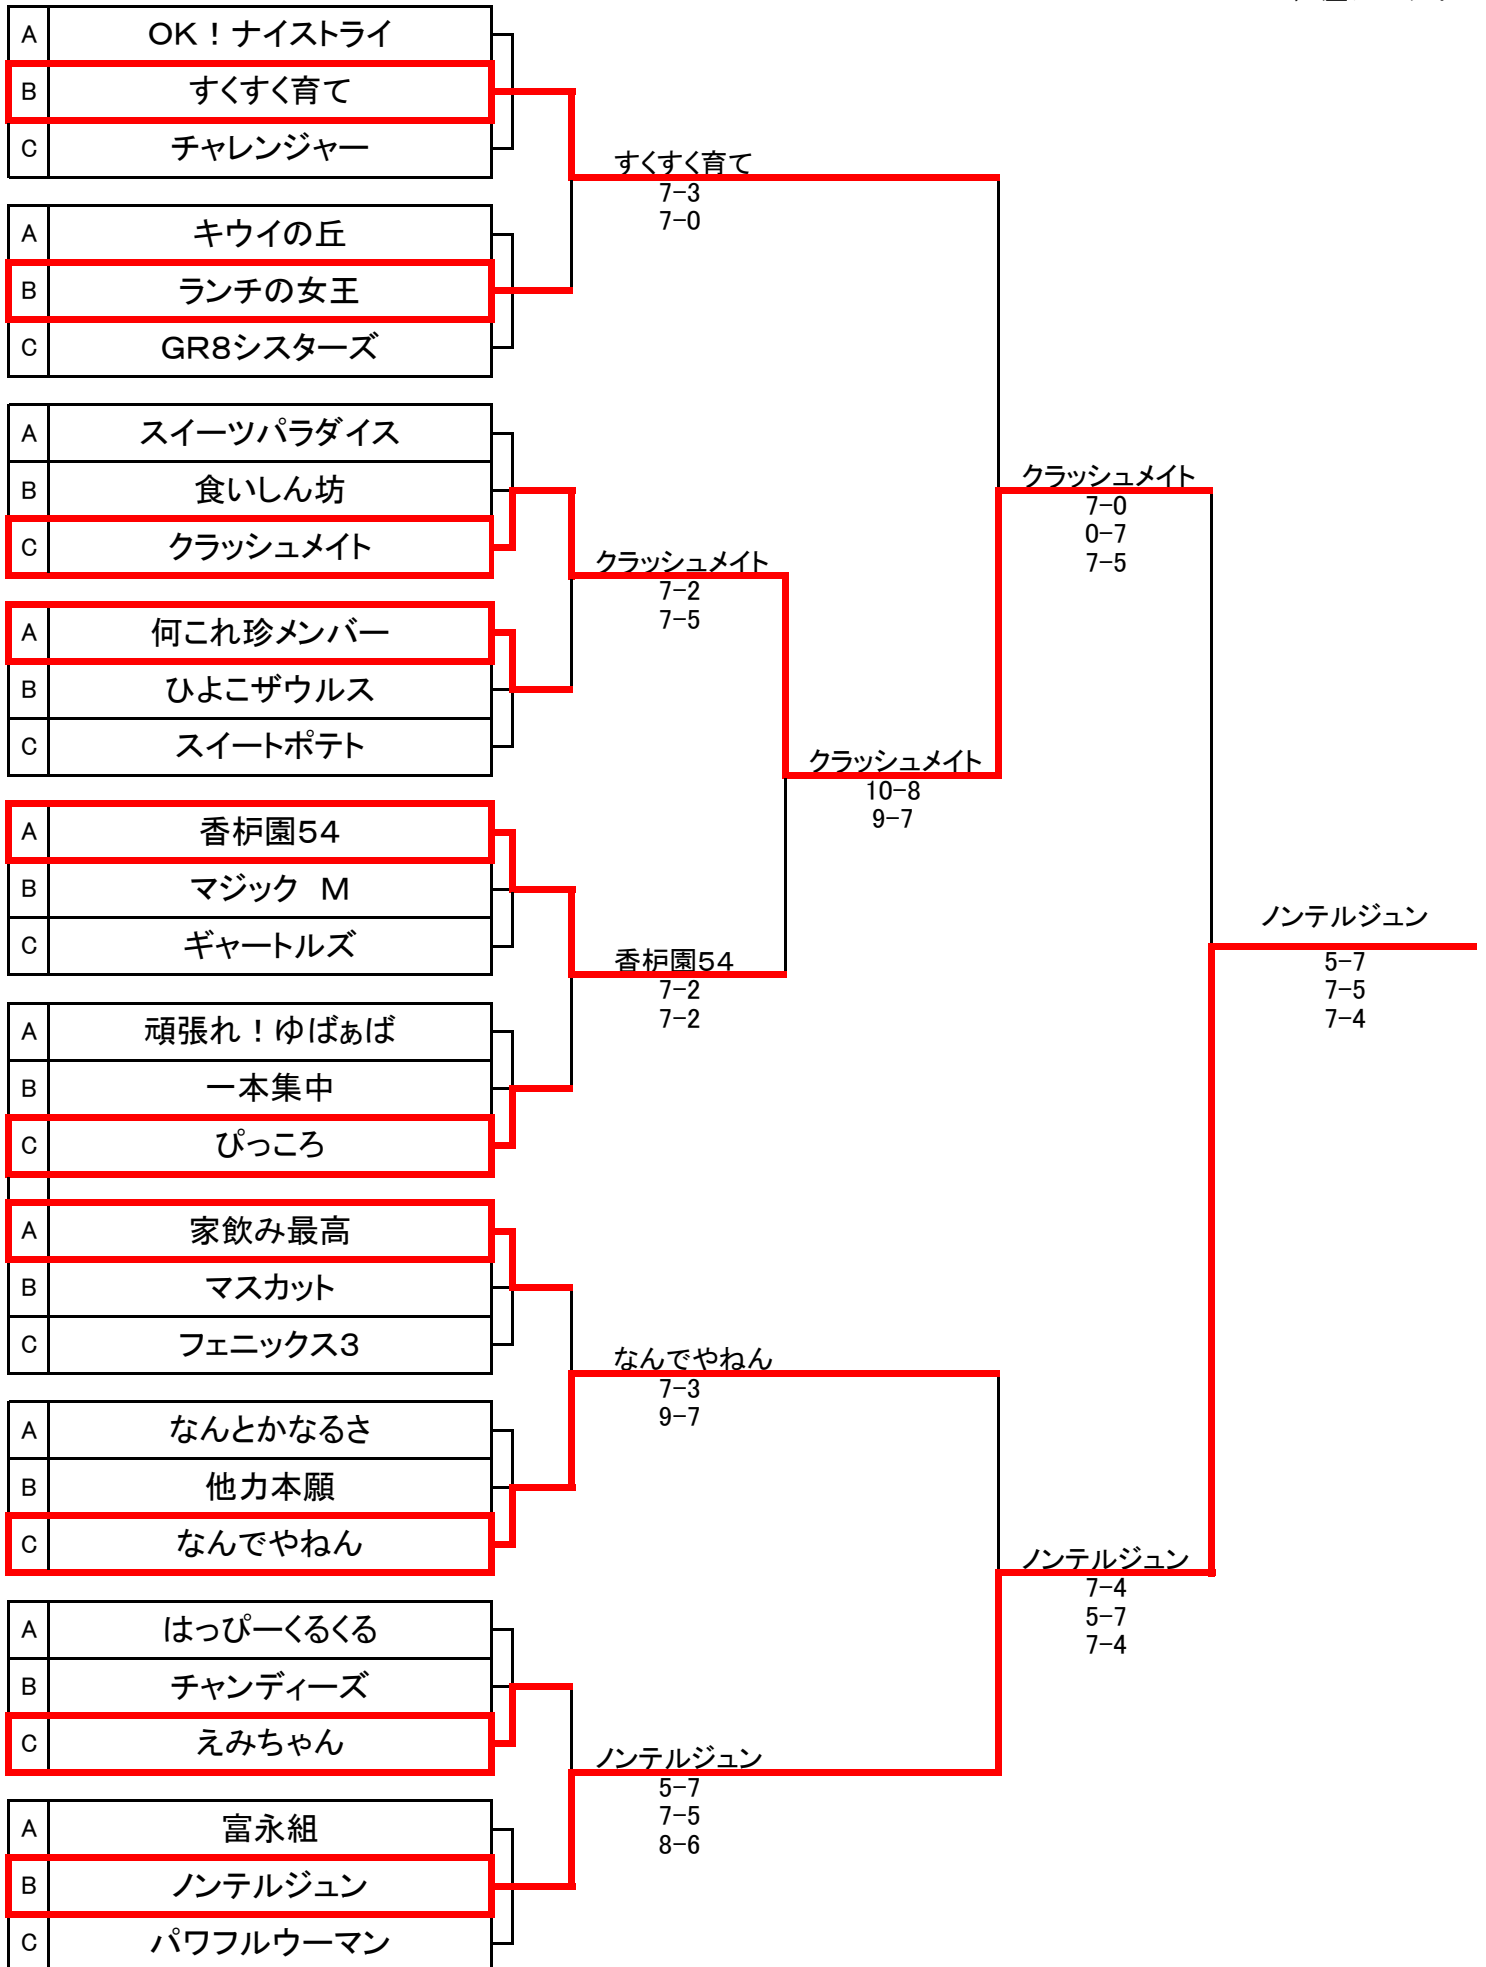 A OK！ナイストライ
B すくすく育て
C チャレンジャー
すくすく育て
7-3
7-0
A キウイの丘
B ランチの女王
C GR8シスターズ
A スイーツパラダイス
B 食いしん坊
C クラッシュメイト
クラッシュメイト
7-2
7-5
クラッシュメイト
7-0
0-7
7-5
A 何これ珍メンバー
B ひよこザウルス
C スイートポテト
クラッシュメイト
10-8
9-7
A 香枦園54
B マジック　M
C ギャートルズ
香枦園54
7-2
7-2
ノンテルジュン
5-7
7-5
7-4
A 頑張れ！ゆばぁば
B 一本集中
C ぴっころ
A 家飲み最高
B マスカット
C フェニックス3
なんでやねん
7-3
9-7
A なんとかなるさ
B 他力本願
C なんでやねん
ノンテルジュン
7-4
5-7
7-4
A はっぴーくるくる
B チャンディーズ
C えみちゃん
ノンテルジュン
5-7
7-5
8-6
A 富永組
B ノンテルジュン
C パワフルウーマン